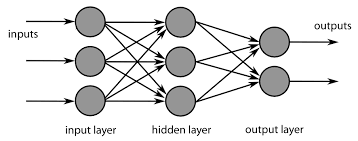 inputs
outputs
input layer
hidden layer
output layer